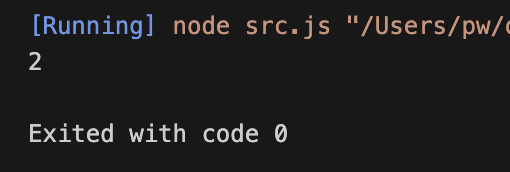 [Running] node src.js "/Users/pw/
2
Exited with code 0